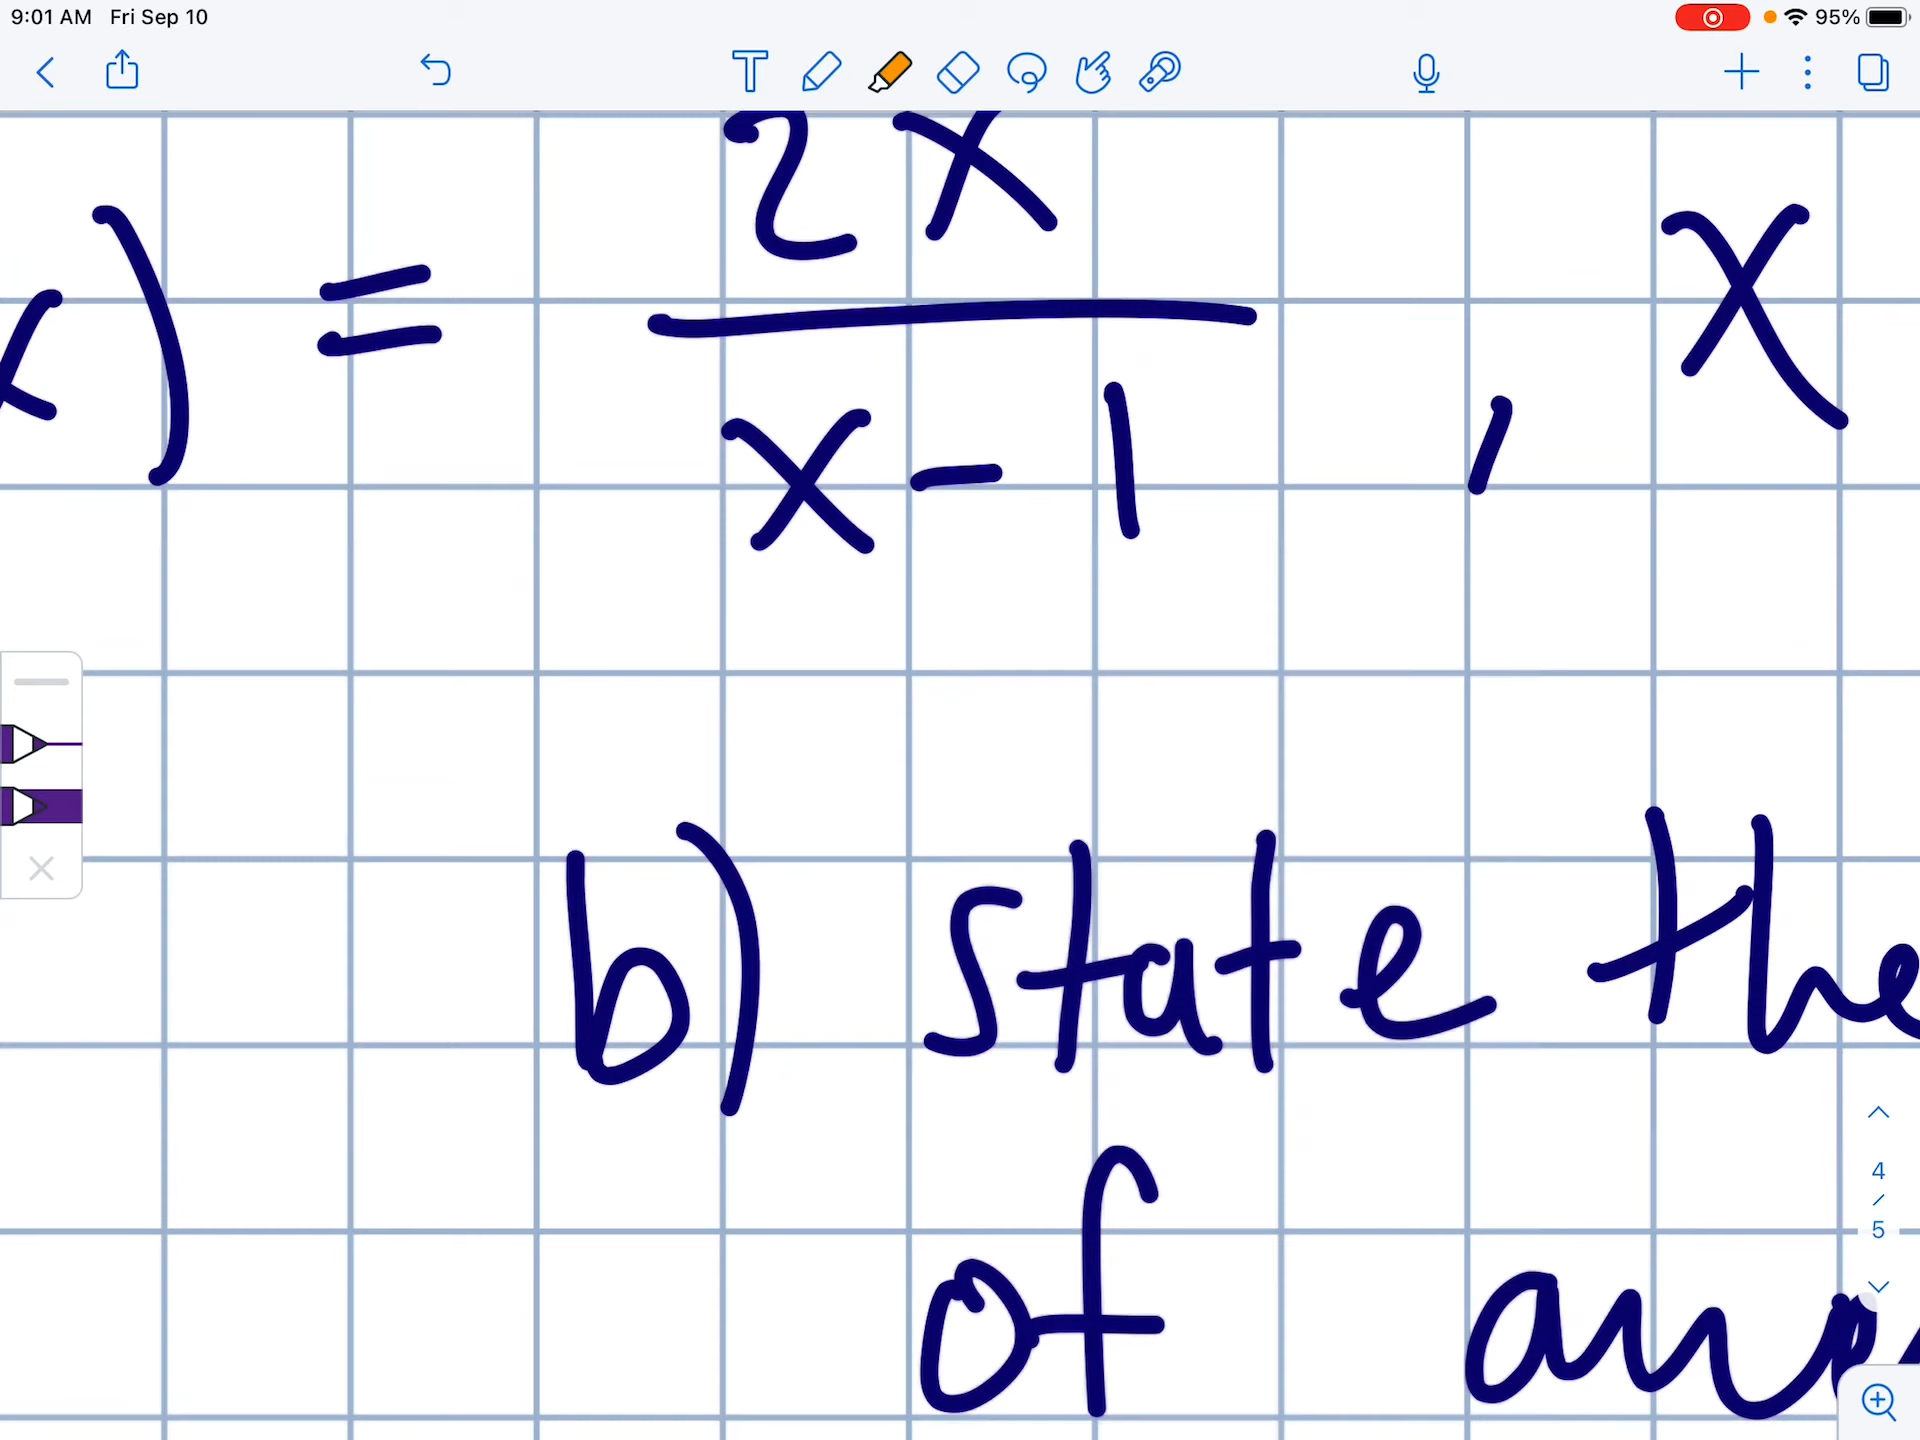 9:01 AM Fri Sep 10 95%
2x
x) = ———— , x
x - 1
b) state the
of
4
/
5